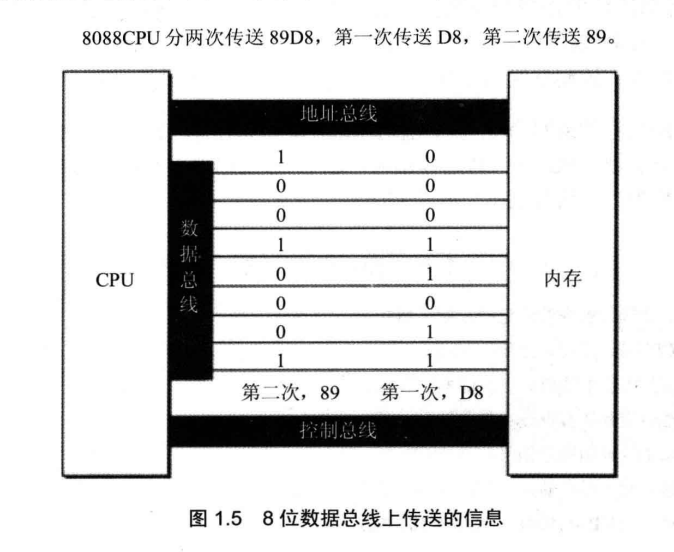 8088CPU 分两次传送 89D8，第一次传送 D8，第二次传送 89。
地址总线
1 0
0 0
0 0
1 1
0 1
0 0
0 1
1 1
数据总线
CPU
内存
第二次，89 第一次，D8
控制总线
图 1.5 8 位数据总线上传送的信息